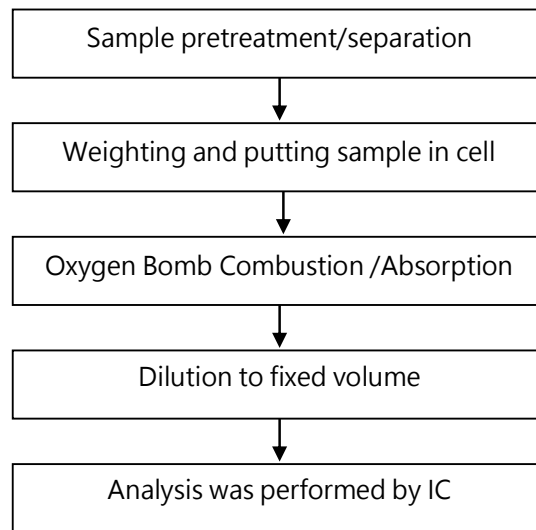 Sample pretreatment/separation
Weighting and putting sample in cell
Oxygen Bomb Combustion /Absorption
Dilution to fixed volume
Analysis was performed by IC